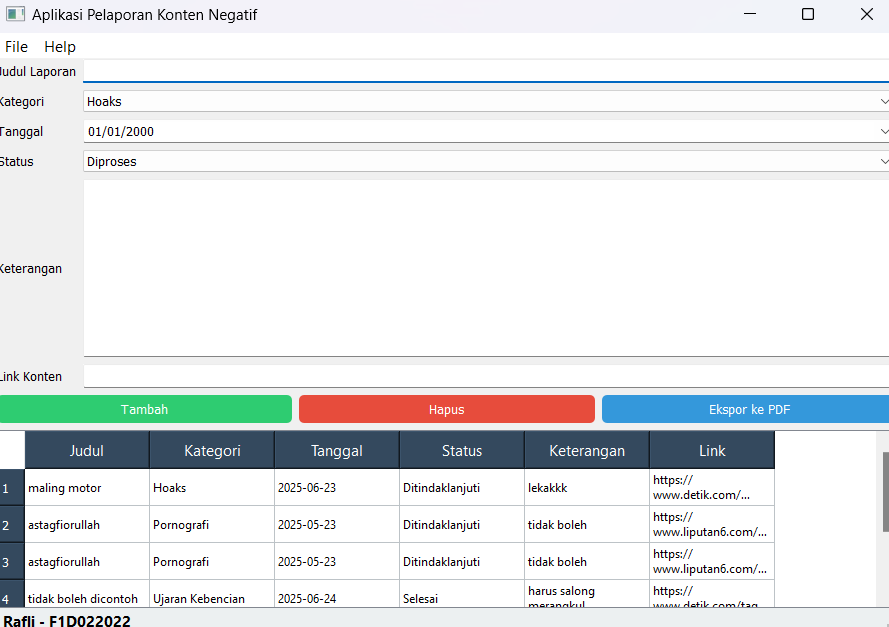 Aplikasi Pelaporan Konten Negatif
File Help
Judul Laporan
Kategori Hoaks
Tanggal 01/01/2000
Status Diproses
Keterangan
Link Konten
Tambah Hapus Ekspor ke PDF
Judul Kategori Tanggal Status Keterangan Link
1 maling motor Hoaks 2025-06-23 Ditindaklanjuti lekakkk https://
www.detik.com/...
2 astagfiorullah Pornografi 2025-05-23 Ditindaklanjuti tidak boleh https://
www.liputan6.com/...
3 astagfiorullah Pornografi 2025-05-23 Ditindaklanjuti tidak boleh https://
www.liputan6.com/...
4 tidak boleh dicontoh Ujaran Kebencian 2025-06-24 Selesai harus salong https://
merangkul www.detik.com/tag
Rafli - F1D022022